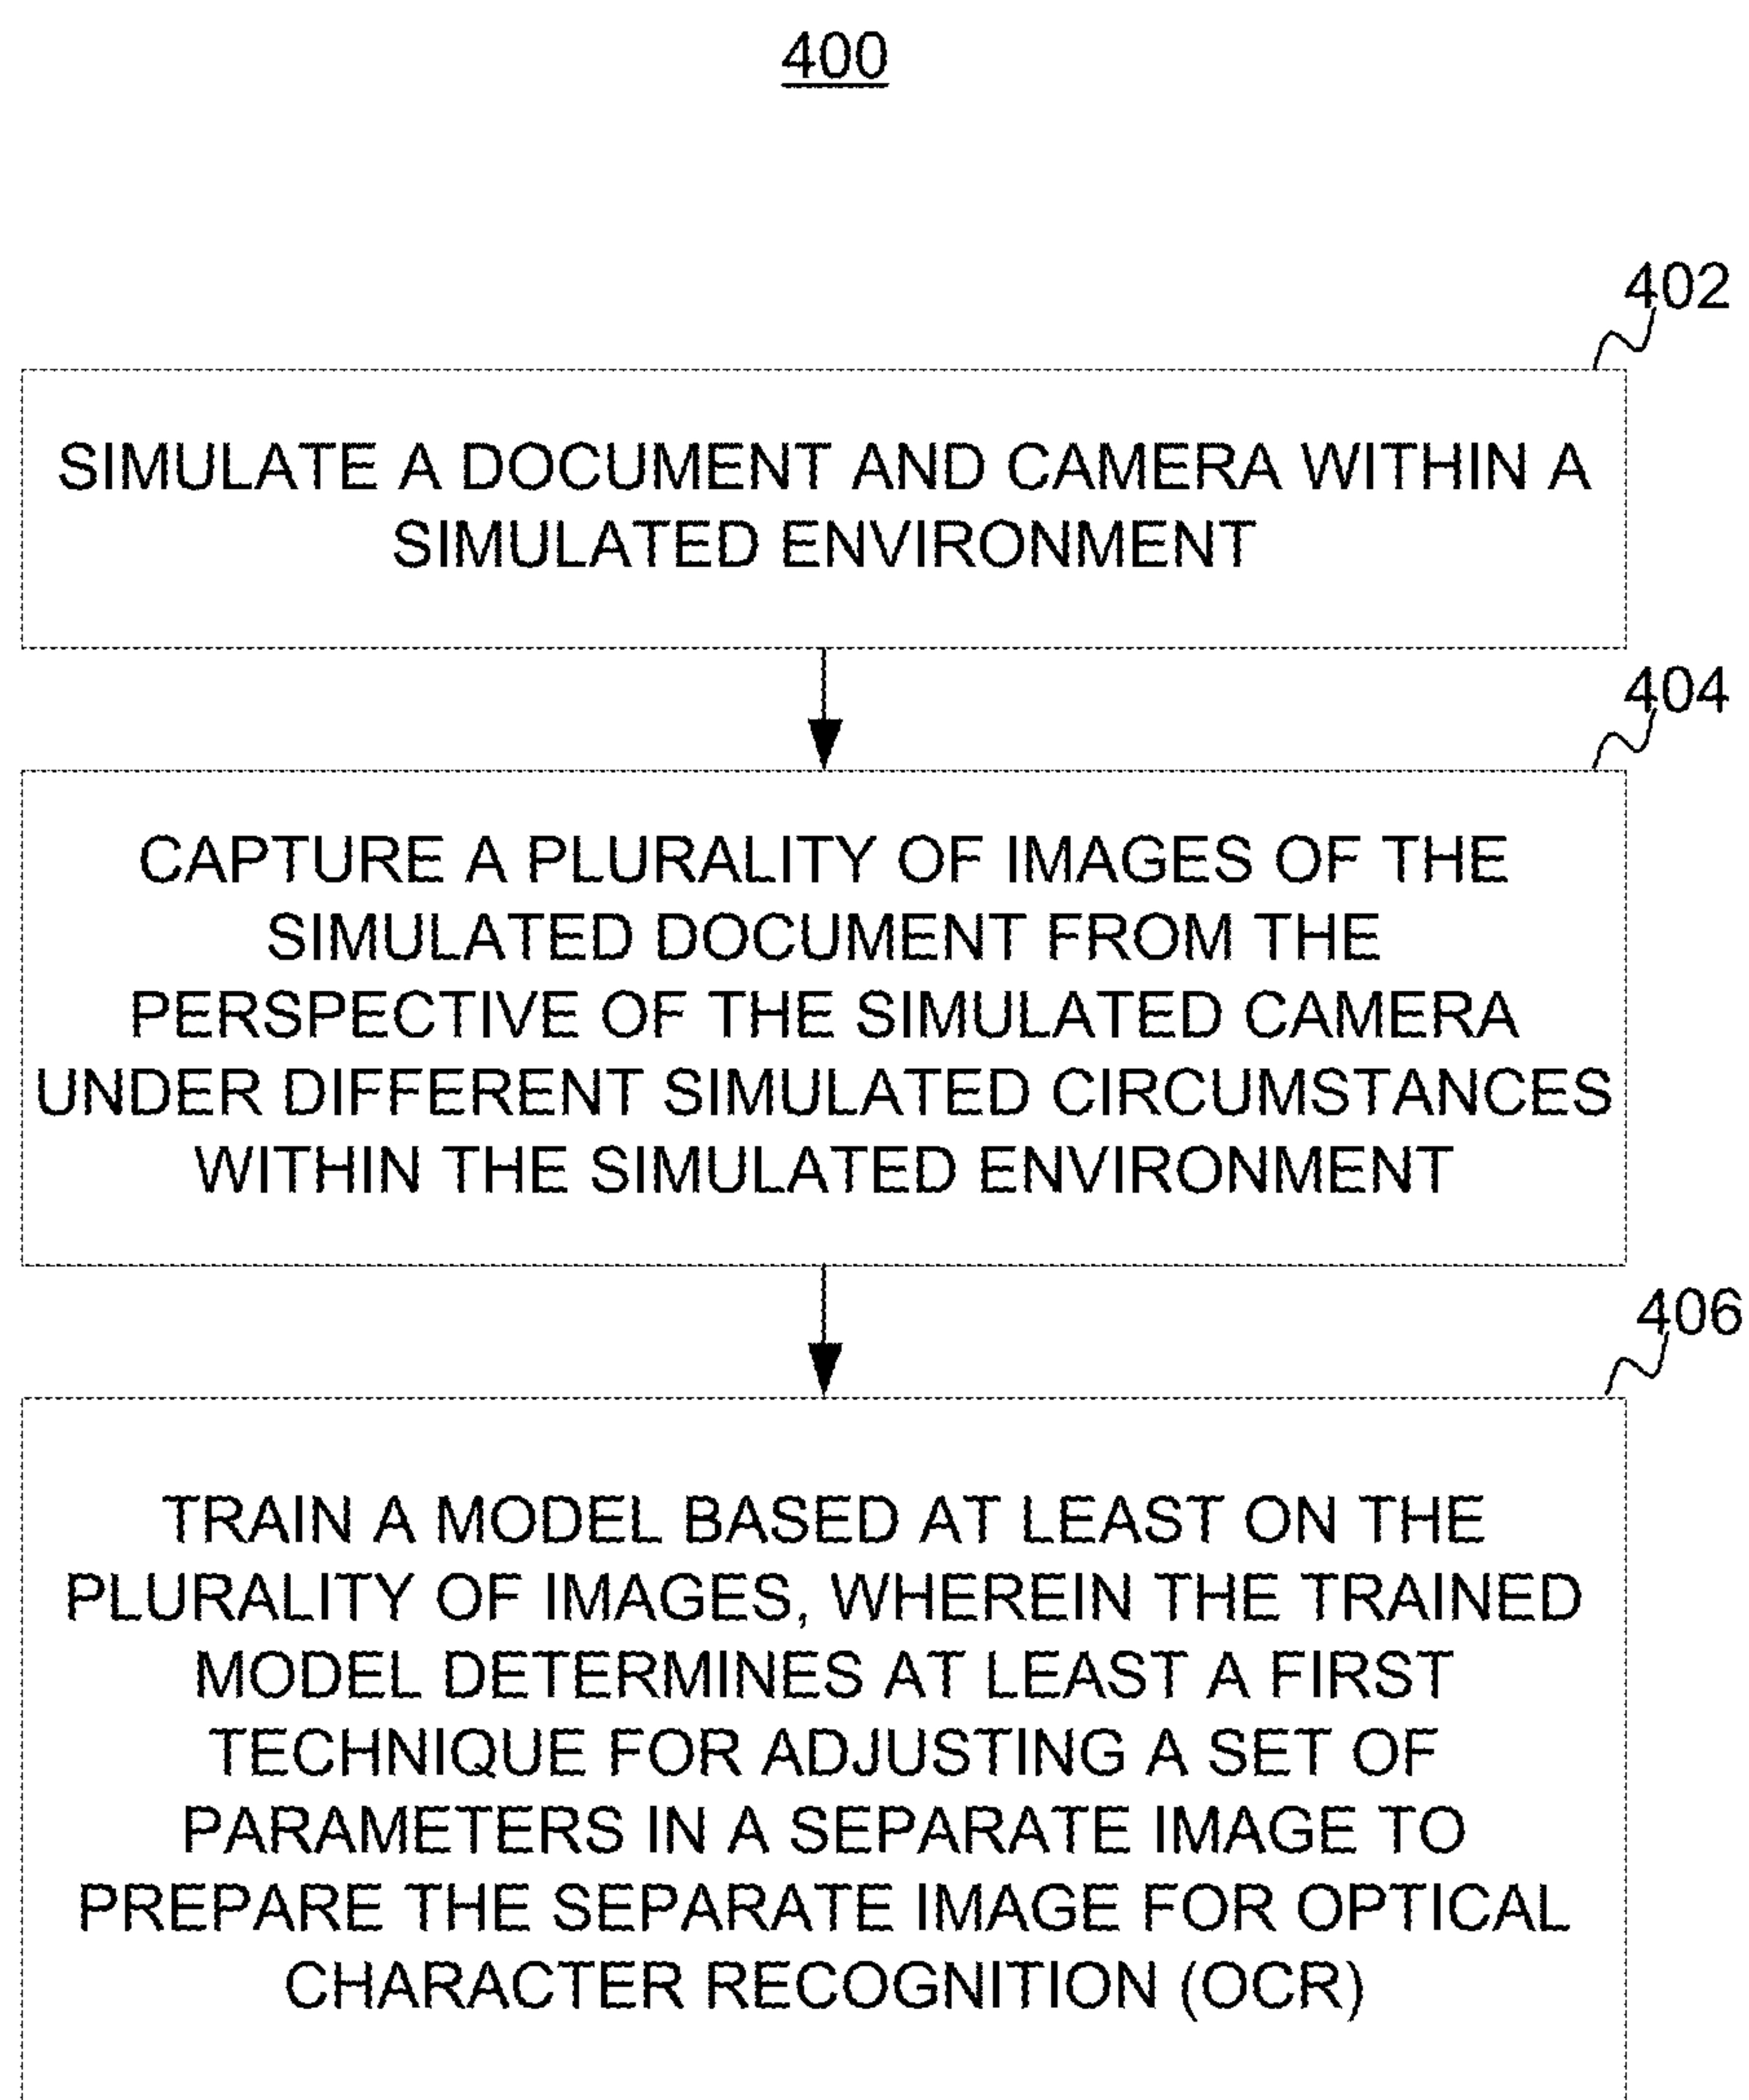 400
402
SIMULATE A DOCUMENT AND CAMERA WITHIN A
SIMULATED ENVIRONMENT
404
CAPTURE A PLURALITY OF IMAGES OF THE
SIMULATED DOCUMENT FROM THE
PERSPECTIVE OF THE SIMULATED CAMERA
UNDER DIFFERENT SIMULATED CIRCUMSTANCES
WITHIN THE SIMULATED ENVIRONMENT
406
TRAIN A MODEL BASED AT LEAST ON THE
PLURALITY OF IMAGES, WHEREIN THE TRAINED
MODEL DETERMINES AT LEAST A FIRST
TECHNIQUE FOR ADJUSTING A SET OF
PARAMETERS IN A SEPARATE IMAGE TO
PREPARE THE SEPARATE IMAGE FOR OPTICAL
CHARACTER RECOGNITION (OCR)